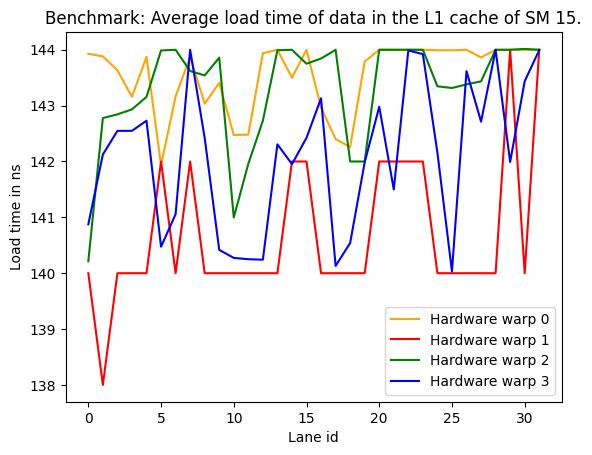 Benchmark: Average load time of data in the L1 cache of SM 15.
144
143
142
141
140
139
138
Load time in ns
0
5
10
15
20
25
30
Lane id
Hardware warp 0
Hardware warp 1
Hardware warp 2
Hardware warp 3